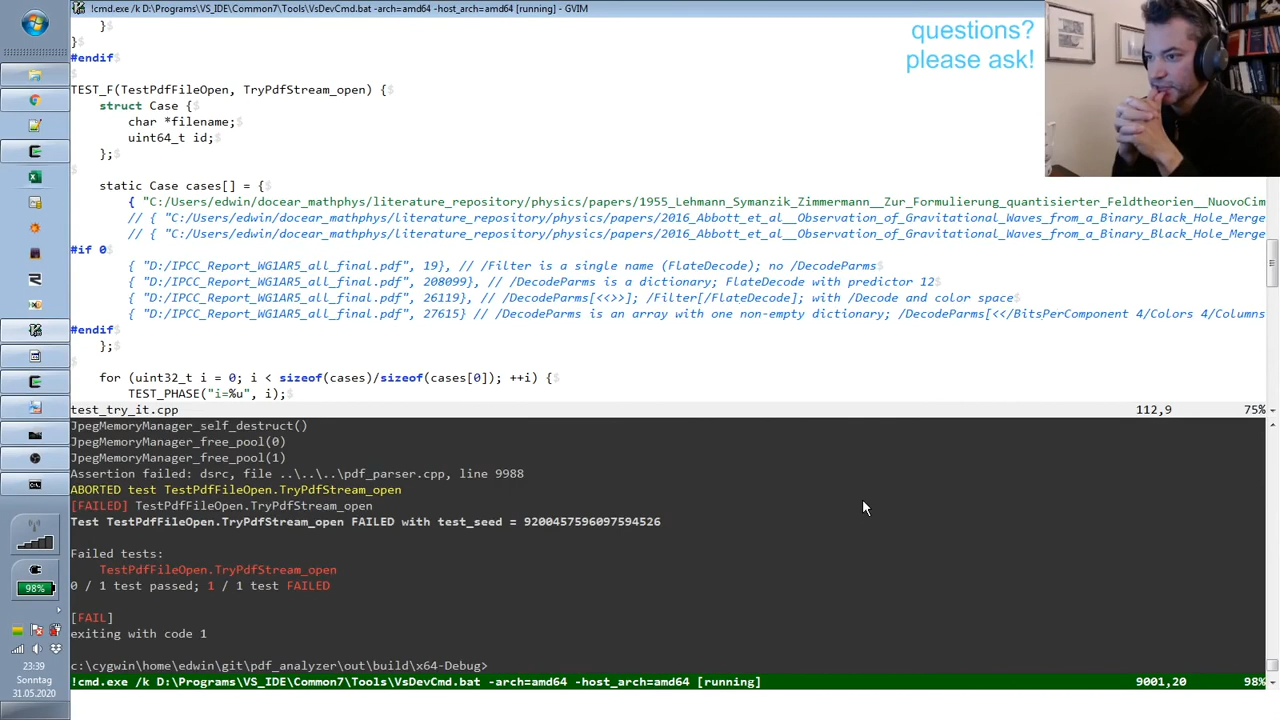 !cmd.exe /k D:\Programs\VS_IDE\Common7\Tools\VsDevCmd.bat -arch=amd64 -host_arch=amd64 [running] - GVIM
questions?
please ask!
    }$
}$
#endif$
$
TEST_F(TestPdfFileOpen, TryPdfStream_open) {$
    struct Case {$
        char *filename;$
        uint64_t id;$
    };$
$
    static Case cases[] = {$
        { "C:/Users/edwin/docear_mathphys/literature_repository/physics/papers/1955_Lehmann_Symanzik_Zimmermann__Zur_Formulierung_quantisierter_Feldtheorien__NuovoCim
        // { "C:/Users/edwin/docear_mathphys/literature_repository/physics/papers/2016_Abbott_et_al__Observation_of_Gravitational_Waves_from_a_Binary_Black_Hole_Merge
        // { "C:/Users/edwin/docear_mathphys/literature_repository/physics/papers/2016_Abbott_et_al__Observation_of_Gravitational_Waves_from_a_Binary_Black_Hole_Merge
#if 0$
        { "D:/IPCC_Report_WG1AR5_all_final.pdf", 19}, // /Filter is a single name (FlateDecode); no /DecodeParms$
        { "D:/IPCC_Report_WG1AR5_all_final.pdf", 208099}, // /DecodeParms is a dictionary; FlateDecode with predictor 12$
        { "D:/IPCC_Report_WG1AR5_all_final.pdf", 26119}, // /DecodeParms[<<>>]; /Filter[/FlateDecode]; with /Decode and color space$
        { "D:/IPCC_Report_WG1AR5_all_final.pdf", 27615} // /DecodeParms is an array with one non-empty dictionary; /DecodeParms[<</BitsPerComponent 4/Colors 4/Columns
#endif$
    };$
$
    for (uint32_t i = 0; i < sizeof(cases)/sizeof(cases[0]); ++i) {$
        TEST_PHASE("i=%u", i);$
test_try_it.cpp 112,9 75%
JpegMemoryManager_self_destruct()
JpegMemoryManager_free_pool(0)
JpegMemoryManager_free_pool(1)
Assertion failed: dsrc, file ..\..\..\pdf_parser.cpp, line 9988
ABORTED test TestPdfFileOpen.TryPdfStream_open
[FAILED] TestPdfFileOpen.TryPdfStream_open
Test TestPdfFileOpen.TryPdfStream_open FAILED with test_seed = 9200457596097594526
Failed tests:
    TestPdfFileOpen.TryPdfStream_open
0 / 1 test passed; 1 / 1 test FAILED
[FAIL]
exiting with code 1
c:\cygwin\home\edwin\git\pdf_analyzer\out\build\x64-Debug>
!cmd.exe /k D:\Programs\VS_IDE\Common7\Tools\VsDevCmd.bat -arch=amd64 -host_arch=amd64 [running] 9001,20 98%
98%
23:39
Sonntag
31.05.2020